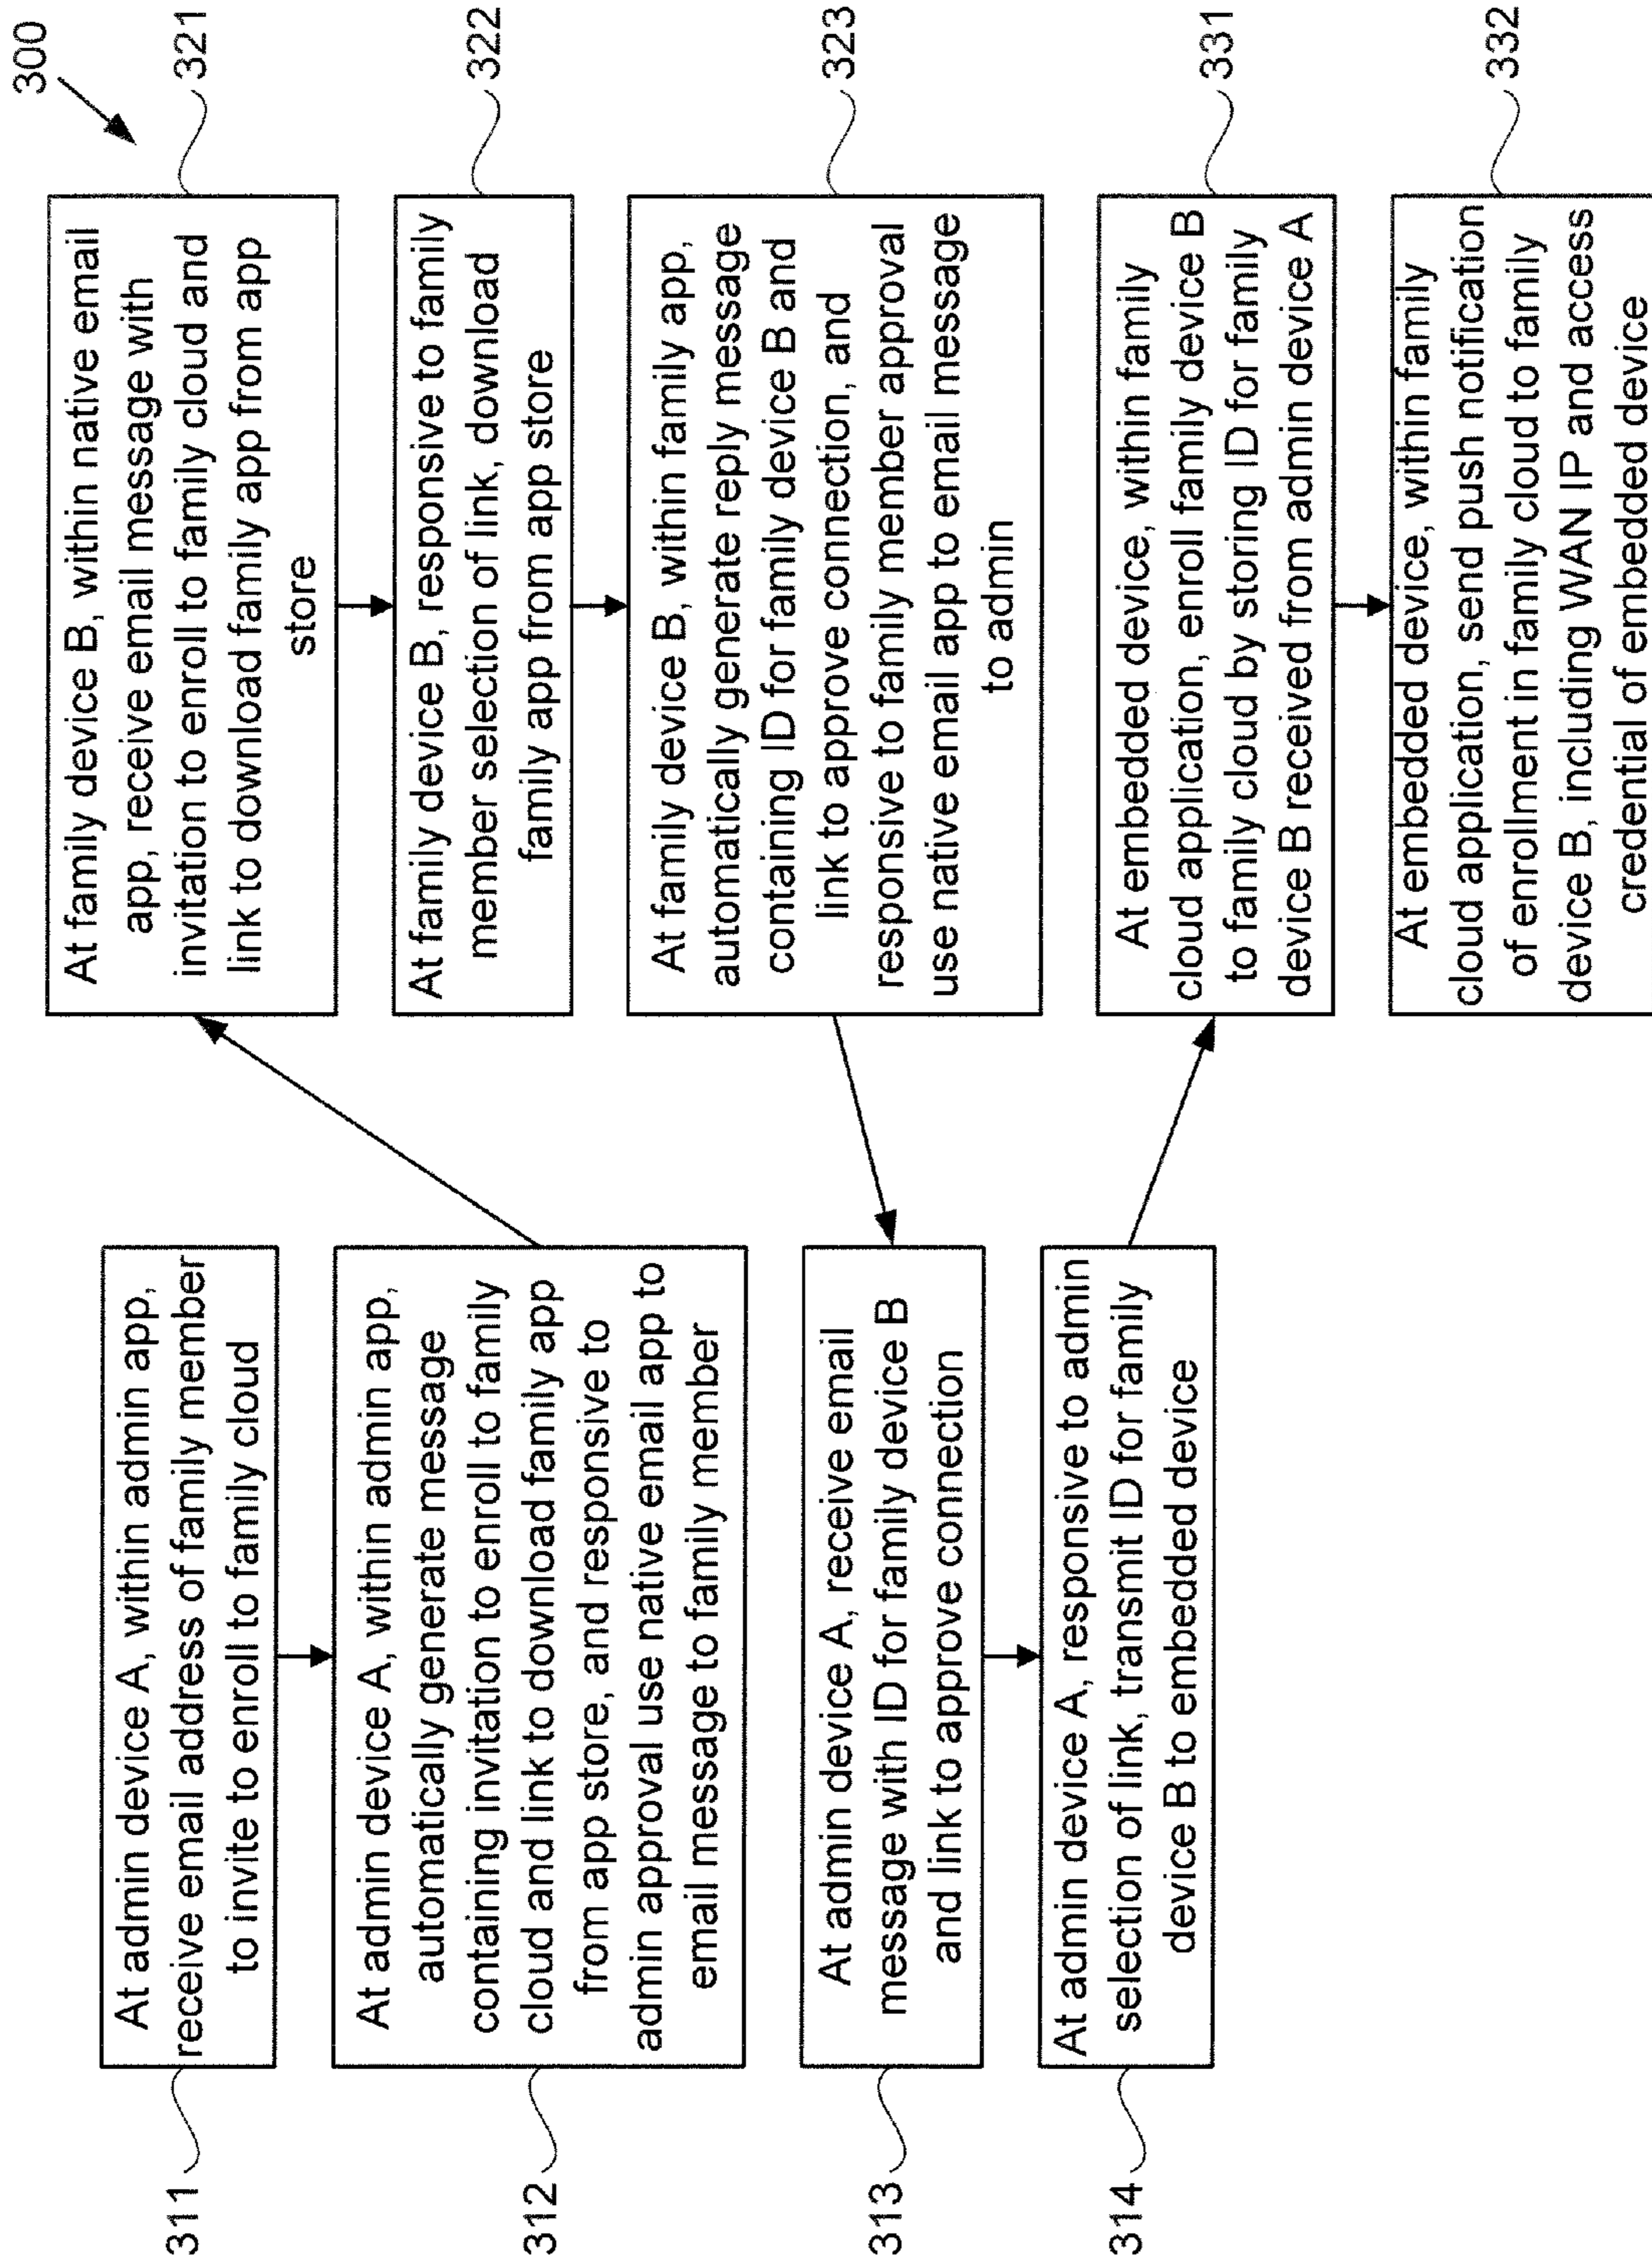 300
311
At admin device A, within admin app,
receive email address of family member
to invite to enroll to family cloud
312
At admin device A, within admin app,
automatically generate message
containing invitation to enroll to family
cloud and link to download family app
from app store, and responsive to
admin approval use native email app to
email message to family member
321
At family device B, within native email
app, receive email message with
invitation to enroll to family cloud and
link to download family app from app
store
322
At family device B, responsive to family
member selection of link, download
family app from app store
323
At family device B, within family app,
automatically generate reply message
containing ID for family device B and
link to approve connection, and
responsive to family member approval
use native email app to email message
to admin
313
At admin device A, receive email
message with ID for family device B
and link to approve connection
314
At admin device A, responsive to admin
selection of link, transmit ID for family
device B to embedded device
331
At embedded device, within family
cloud application, enroll family device B
to family cloud by storing ID for family
device B received from admin device A
332
At embedded device, within family
cloud application, send push notification
of enrollment in family cloud to family
device B, including WAN IP and access
credential of embedded device